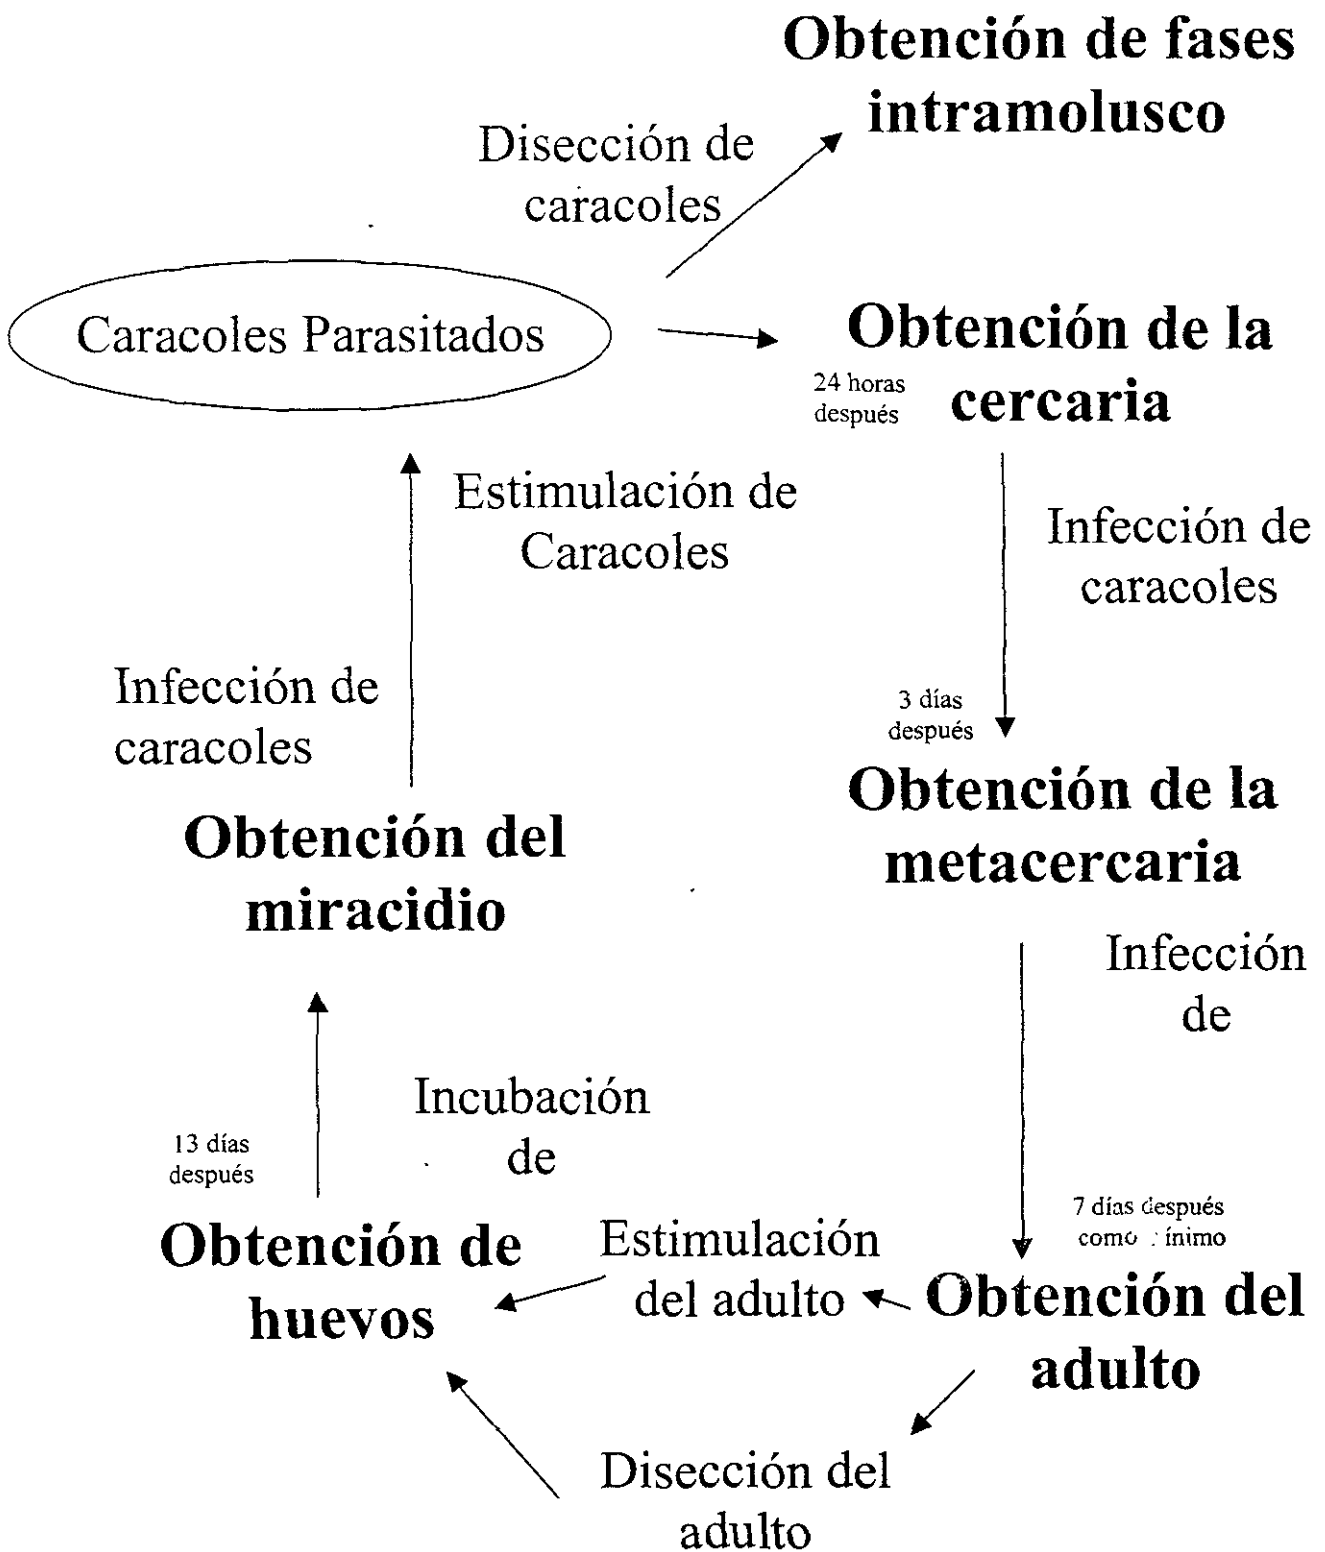 Obtención de fases
intramolusco
Disección de
caracoles
Caracoles Parasitados
Obtención de la
cercaria
24 horas
después
Estimulación de
Caracoles
Infección de
caracoles
Infección de
caracoles
3 días
después
Obtención de la
metacercaria
Obtención del
miracidio
Infección
de
Incubación
de
13 días
después
7 días después
como
Obtención de
huevos
Estimulación
del adulto
Obtención del
adulto
Disección del
adulto